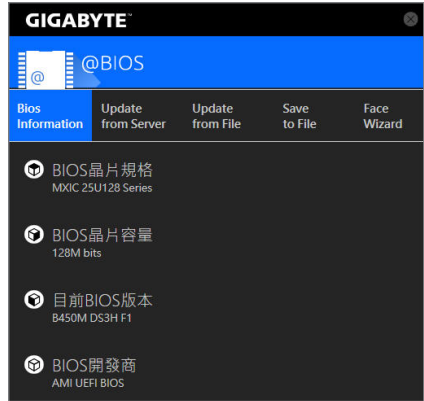 GIGABYTE™
@
@BIOS
Bios Information
Update from Server
Update from File
Save to File
Face Wizard
BIOS晶片規格
MXIC 25U128 Series
BIOS晶片容量
128M bits
目前BIOS版本
B450M DS3H F1
BIOS開發商
AMI UEFI BIOS